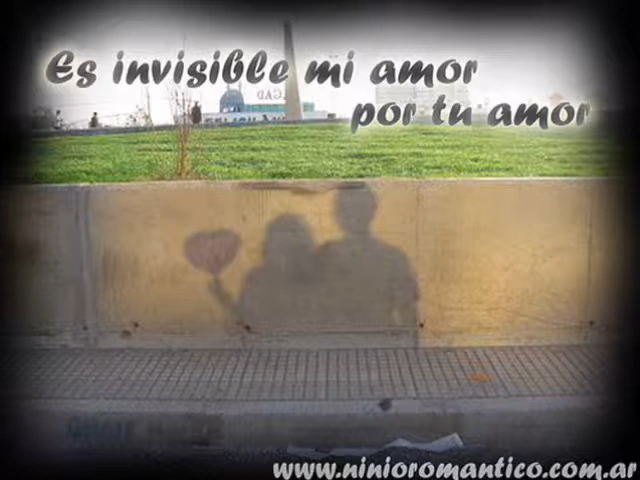 Es invisible mi amor
por tu amor
www.ninioromantico.com.ar